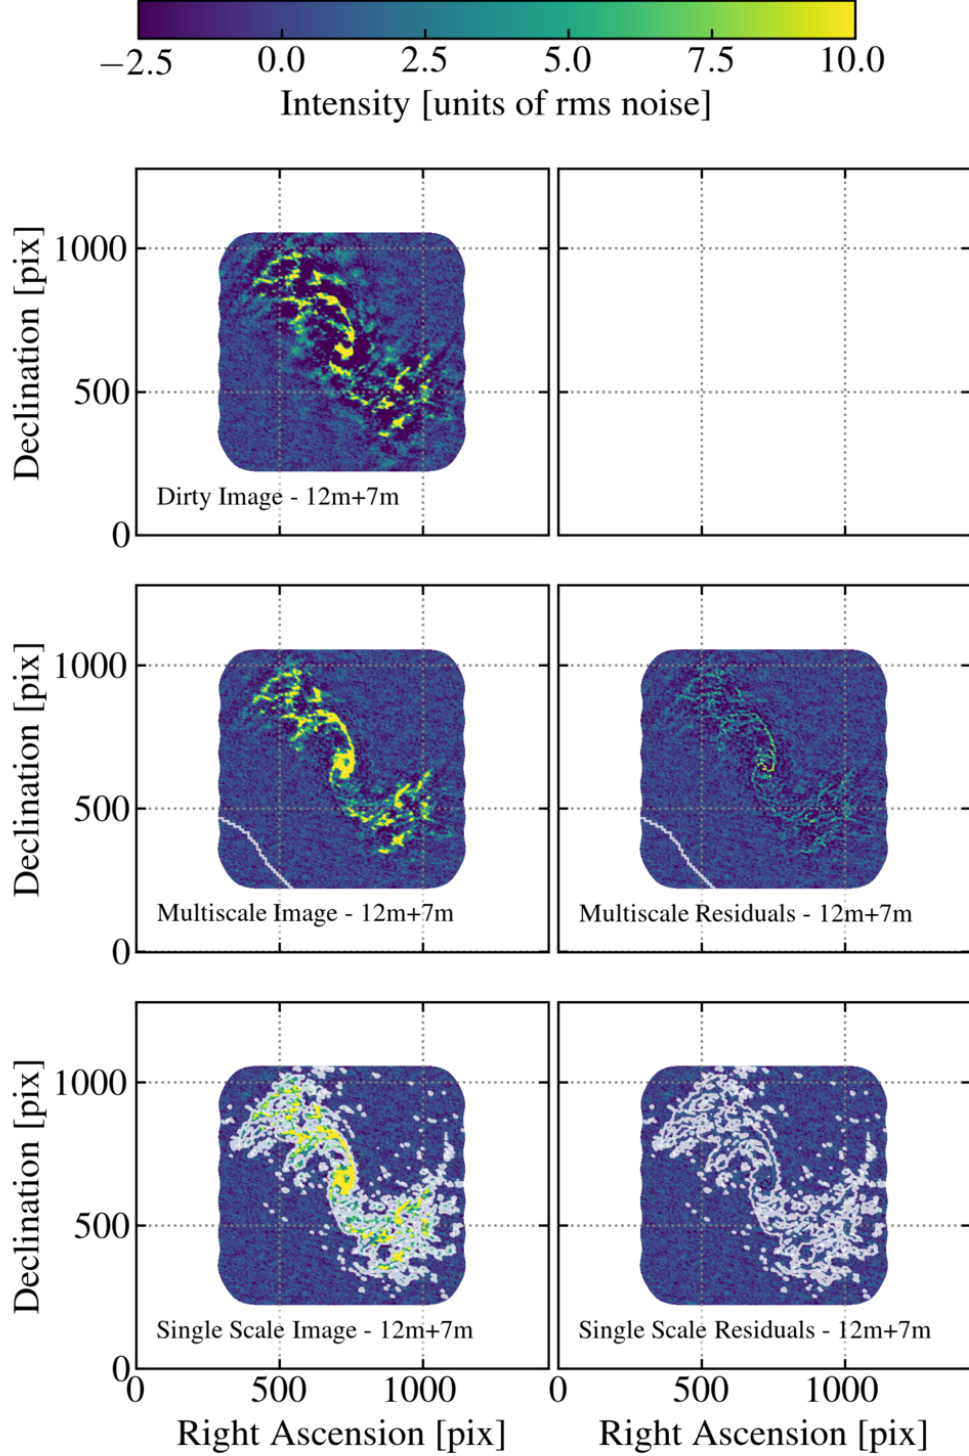 −2.5 0.0 2.5 5.0 7.5 10.0
Intensity [units of rms noise]
Declination [pix]
1000
500
0
Dirty Image - 12m+7m
Declination [pix]
1000
500
0
Multiscale Image - 12m+7m
Multiscale Residuals - 12m+7m
Declination [pix]
1000
500
0
Single Scale Image - 12m+7m
Single Scale Residuals - 12m+7m
0 500 1000 0 500 1000
Right Ascension [pix] Right Ascension [pix]